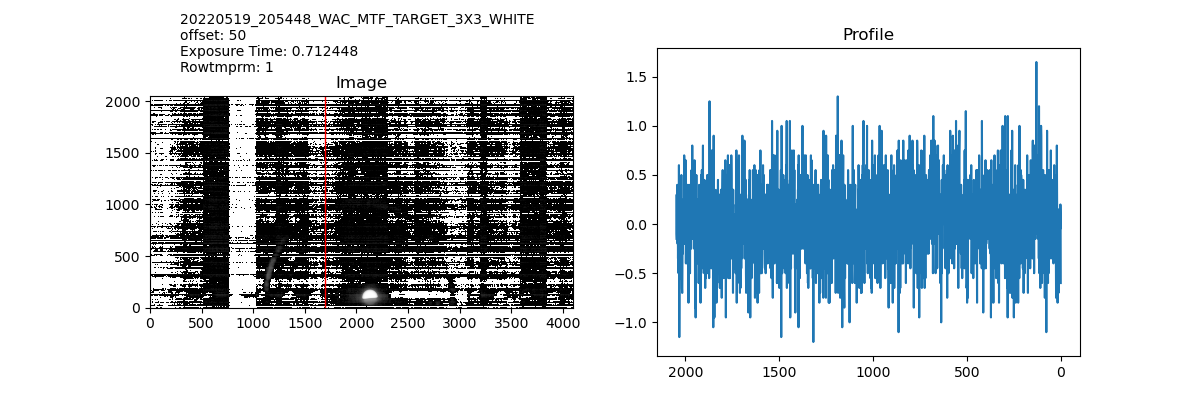 20220519_205448_WAC_MTF_TARGET_3X3_WHITE
offset: 50
Exposure Time: 0.712448
Rowtmprm: 1
Image
2000
1500
1000
500
0
0 500 1000 1500 2000 2500 3000 3500 4000
Profile
1.5
1.0
0.5
0.0
−0.5
−1.0
2000 1500 1000 500 0